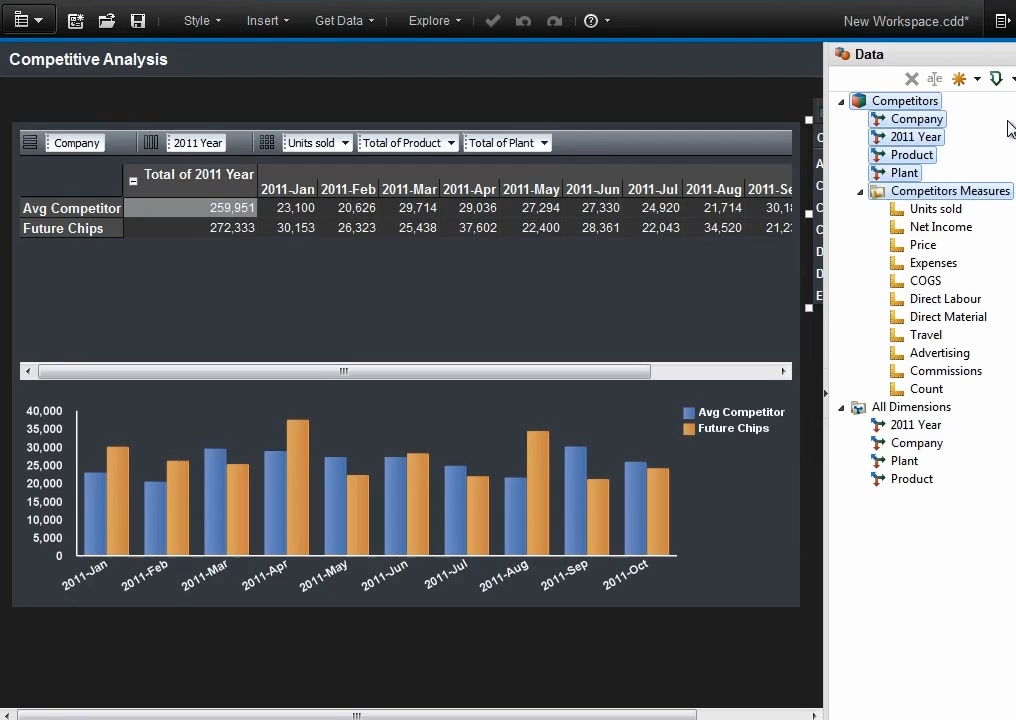 Style Insert Get Data Explore New Workspace.cdd*
Competitive Analysis
Company 2011 Year Units sold Total of Product Total of Plant
Total of 2011 Year 2011-Jan 2011-Feb 2011-Mar 2011-Apr 2011-May 2011-Jun 2011-Jul 2011-Aug
Avg Competitor 259,951 23,100 20,626 29,714 29,036 27,294 27,330 24,920 21,714
Future Chips 272,333 30,153 26,323 25,438 37,602 22,400 28,361 22,043 34,520
40,000
35,000
30,000
25,000
20,000
15,000
10,000
5,000
0
2011-Jan 2011-Feb 2011-Mar 2011-Apr 2011-May 2011-Jun 2011-Jul 2011-Aug 2011-Sep 2011-Oct
Avg Competitor
Future Chips
Data
Competitors
Company
2011 Year
Product
Plant
Competitors Measures
Units sold
Net Income
Price
Expenses
COGS
Direct Labour
Direct Material
Travel
Advertising
Commissions
Count
All Dimensions
2011 Year
Company
Plant
Product